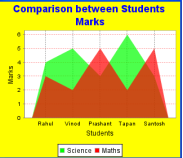 Comparison between Students
Marks
Marks
6
5
4
3
2
1
0
Rahul Vinod Prashant Tapan Santosh
Students
Science Maths